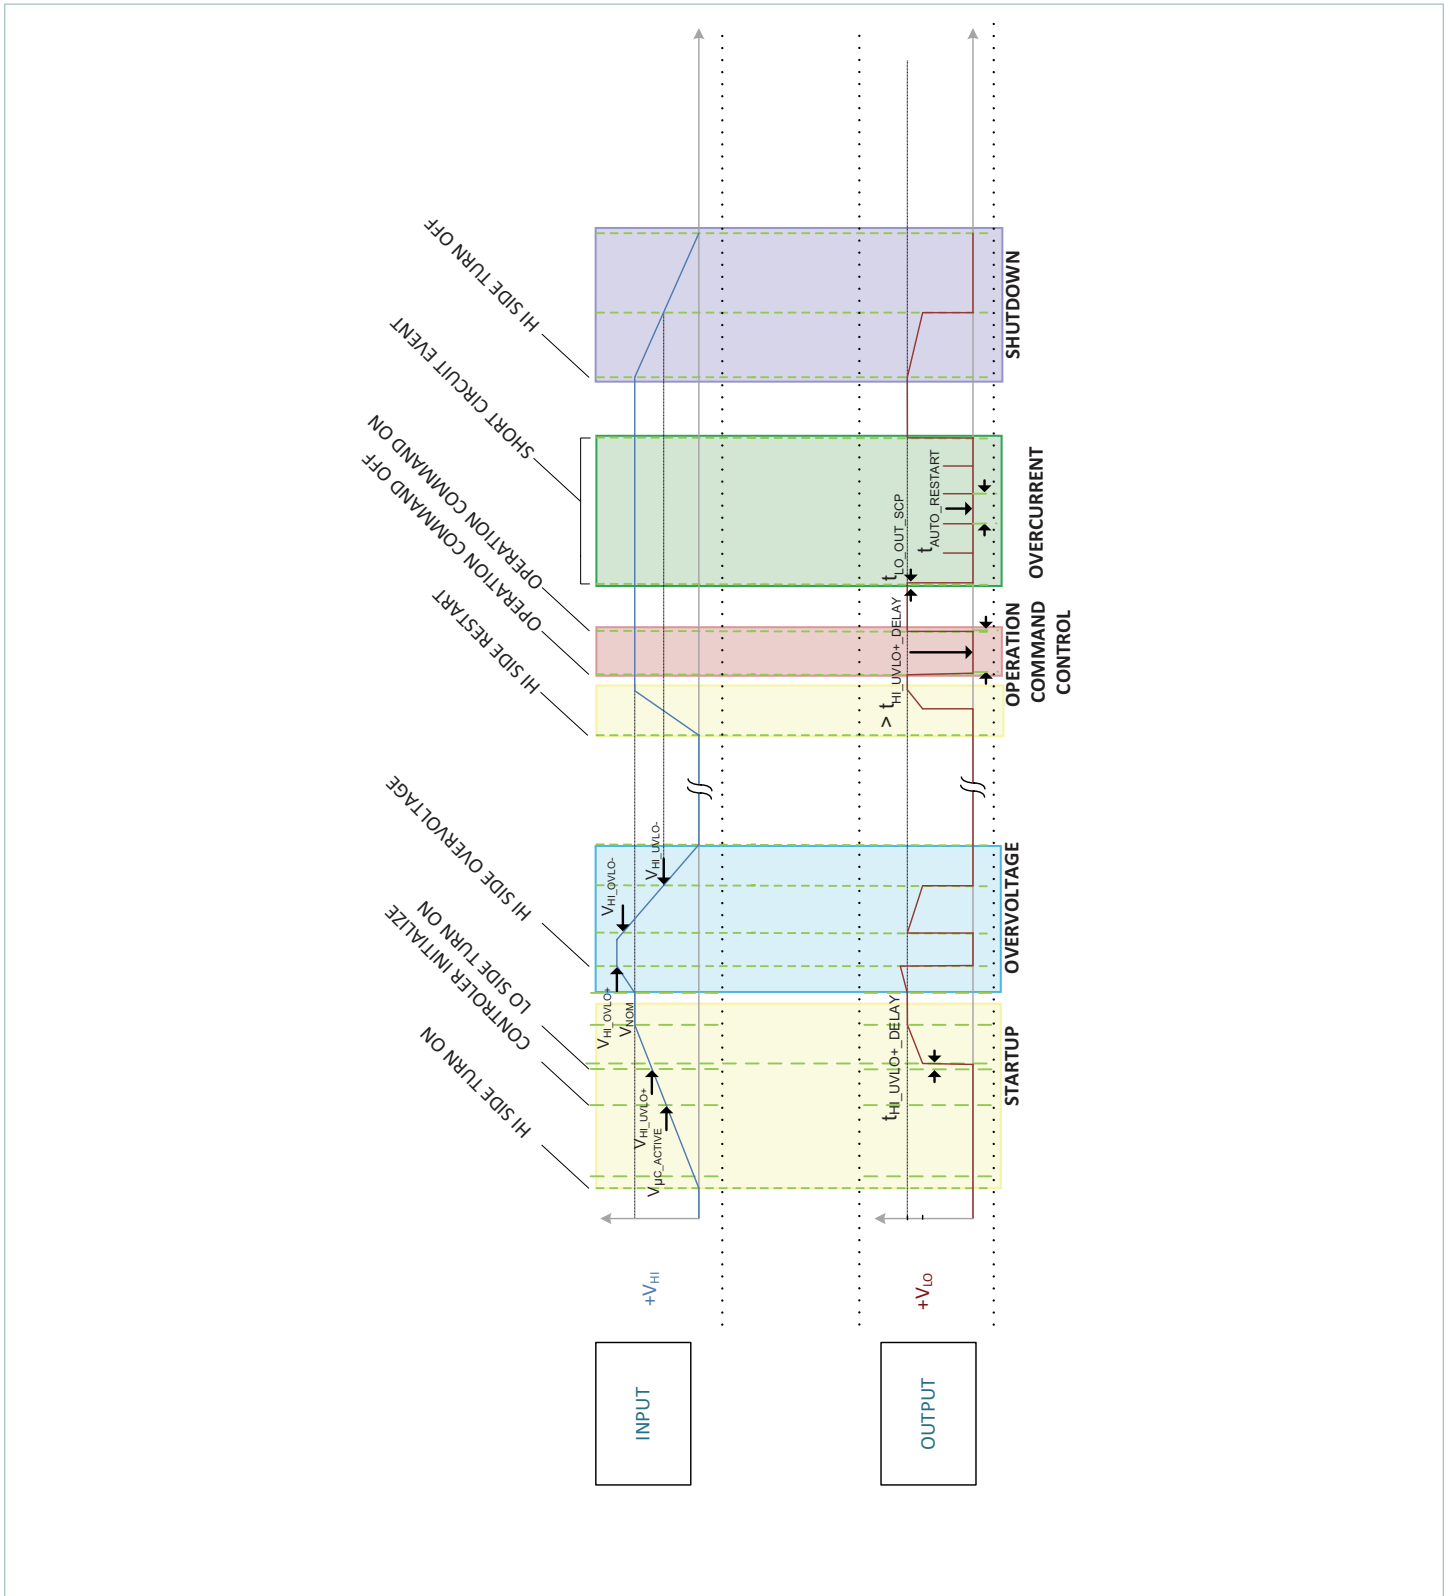 HI SIDE TURN ON
CONTROLER INITIALIZE
LO SIDE TURN ON
HI SIDE OVERVOLTAGE
HI SIDE RESTART
OPERATION COMMAND OFF
OPERATION COMMAND ON
SHORT CIRCUIT EVENT
HI SIDE TURN OFF
INPUT
+VHI
VµC_ACTIVE
VHI_UVLO+
VHI_OVLO+
VNOM
VHI_OVLO-
VHI_UVLO-
OUTPUT
+VLO
tHI_UVLO+_DELAY
> tHI_UVLO+_DELAY
tLO_OUT_SCP
tAUTO_RESTART
STARTUP
OVERVOLTAGE
OPERATION
COMMAND
CONTROL
OVERCURRENT
SHUTDOWN